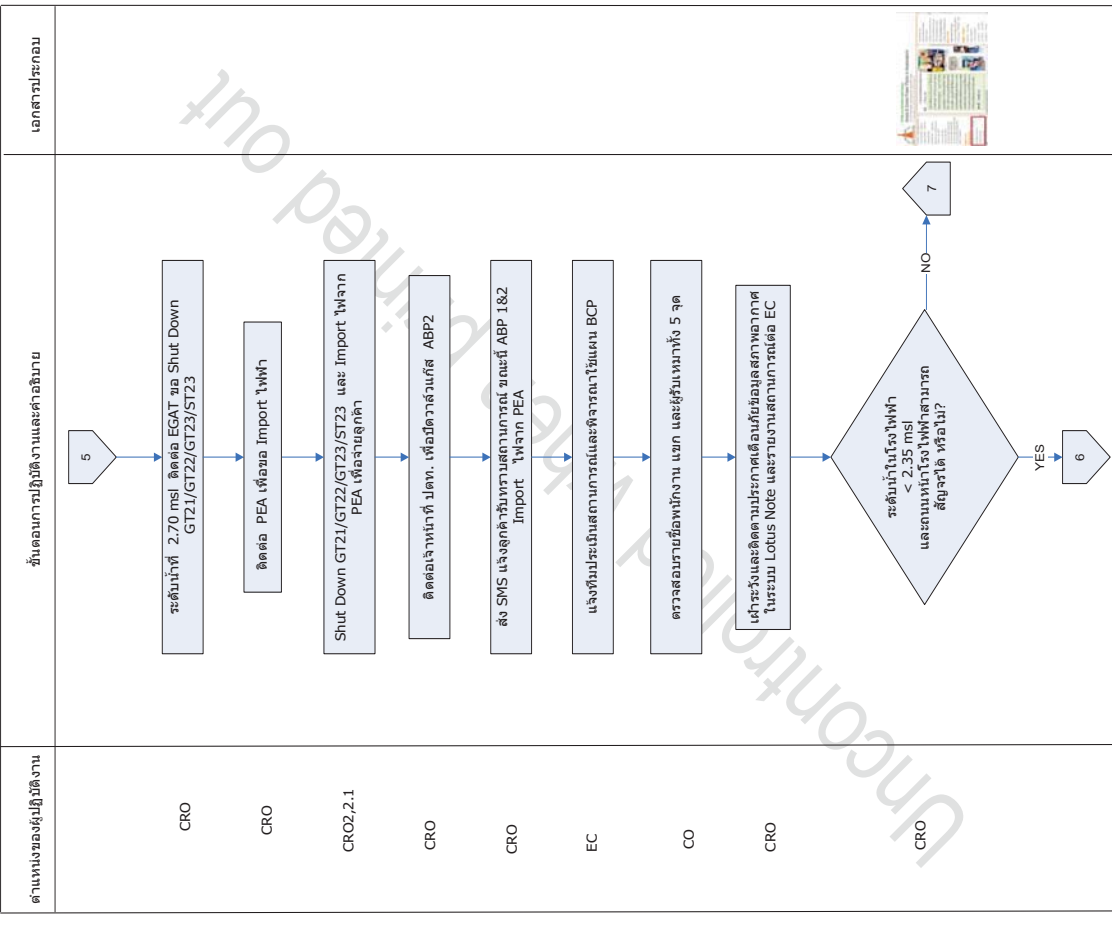 ตำแหน่งของผู้ปฏิบัติงาน
ขั้นตอนการปฏิบัติงานและคำอธิบาย
เอกสารประกอบ
5
CRO
ระดับน้ำที่ 2.70 msl ติดต่อ EGAT ขอ Shut Down
GT21/GT22/GT23/ST23
CRO
ติดต่อ PEA เพื่อขอ Import ไฟฟ้า
CRO2,2.1
Shut Down GT21/GT22/GT23/ST23 และ Import ไฟจาก
PEA เพื่อจ่ายลูกค้า
CRO
ติดต่อเจ้าหน้าที่ ปตท. เพื่อปิดวาล์วแก๊ส ABP2
CRO
ส่ง SMS แจ้งลูกค้ารับทราบสถานการณ์ ขณะนี้ ABP 1&2
Import ไฟจาก PEA
EC
แจ้งทีมประเมินสถานการณ์และพิจารณาใช้แผน BCP
CO
ตรวจสอบรายชื่อพนักงาน แขก และผู้รับเหมาทั้ง 5 จุด
CRO
เฝ้าระวังและติดตามประกาศเตือนภัยข้อมูลสภาพอากาศ
ในระบบ Lotus Note และรายงานสถานการณ์ต่อ EC
CRO
ระดับน้ำในโรงไฟฟ้า
< 2.35 msl
และถนนหน้าโรงไฟฟ้าสามารถ
สัญจรได้ หรือไม่?
NO
7
YES
6
Uncontrolled When printed out